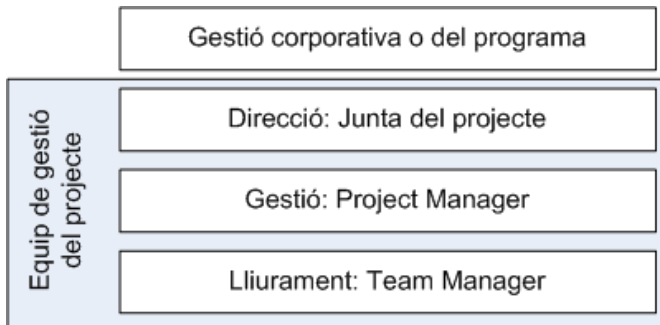 Gestió corporativa o del programa
Equip de gestió
del projecte
Direcció: Junta del projecte
Gestió: Project Manager
Lliurament: Team Manager